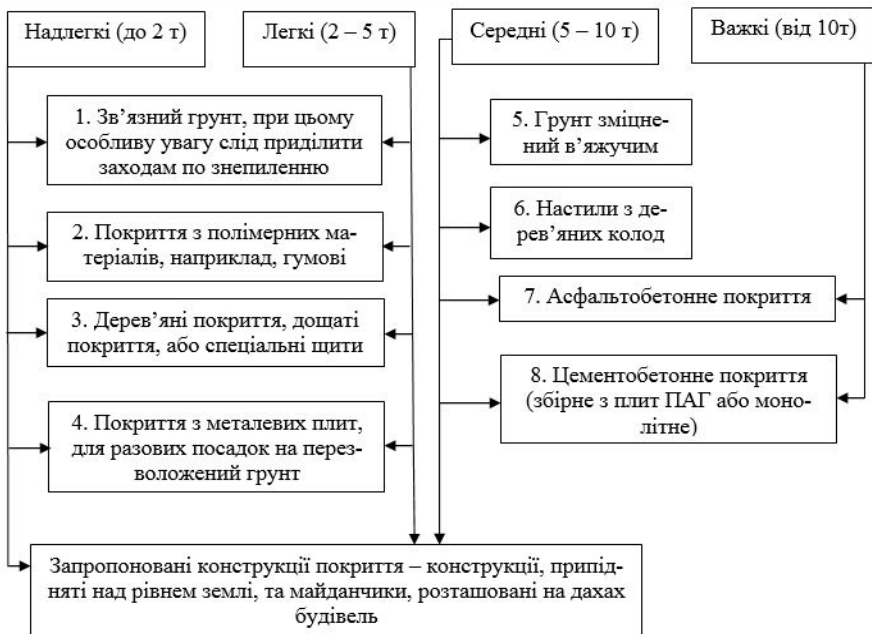 Надлегкі (до 2 т)
Легкі (2 – 5 т)
Середні (5 – 10 т)
Важкі (від 10т)
1. Зв’язний грунт, при цьому
особливу увагу слід приділити
заходам по знепиленню
2. Покриття з полімерних ма-
теріалів, наприклад, гумові
3. Дерев’яні покриття, дощаті
покриття, або спеціальні щити
4. Покриття з металевих плит,
для разових посадок на перез-
воложений грунт
5. Грунт зміцне-
ний в’яжучим
6. Настили з де-
рев’яних колод
7. Асфальтобетонне покриття
8. Цементобетонне покриття
(збірне з плит ПАГ або моно-
літне)
Запропоновані конструкції покриття – конструкції, припід-
няті над рівнем землі, та майданчики, розташовані на дахах
будівель